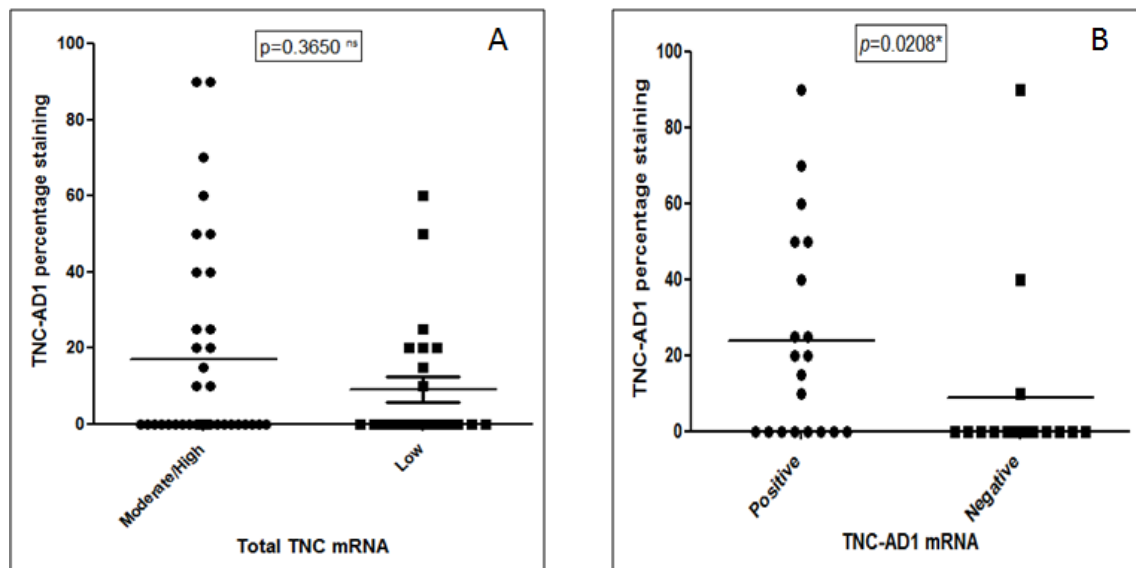 A
p=0.3650 ns
100
80
60
40
20
0
TNC-AD1 percentage staining
Moderate/High
Low
Total TNC mRNA
B
p=0.0208*
100
80
60
40
20
0
TNC-AD1 percentage staining
Positive
Negative
TNC-AD1 mRNA